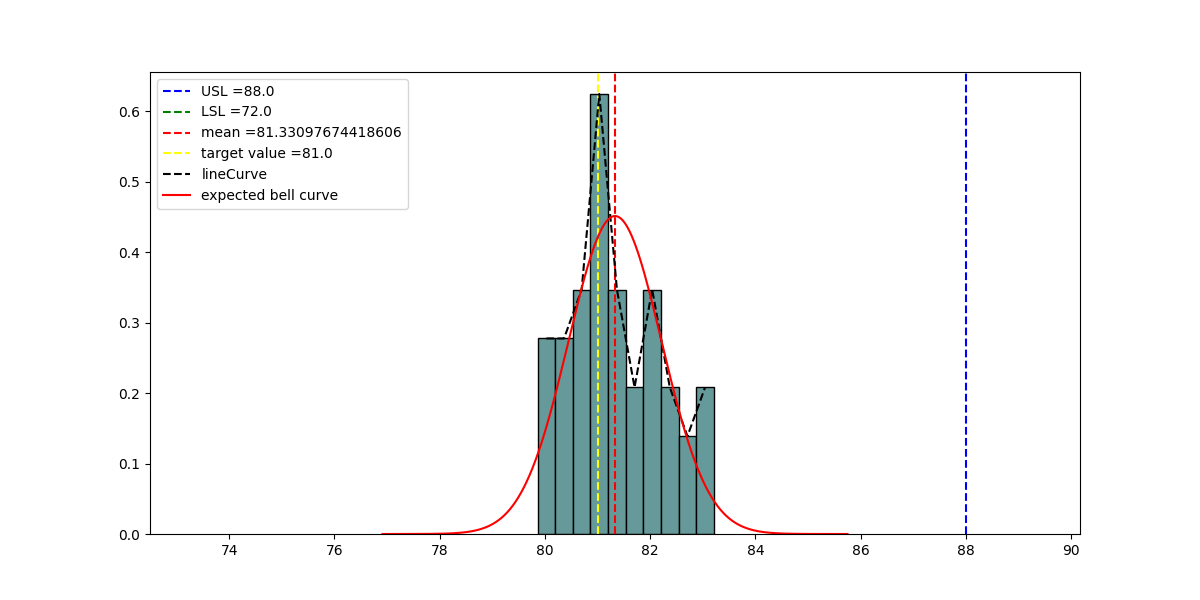 USL =88.0
LSL =72.0
mean =81.33097674418606
target value =81.0
lineCurve
expected bell curve
0.6
0.5
0.4
0.3
0.2
0.1
0.0
74 76 78 80 82 84 86 88 90